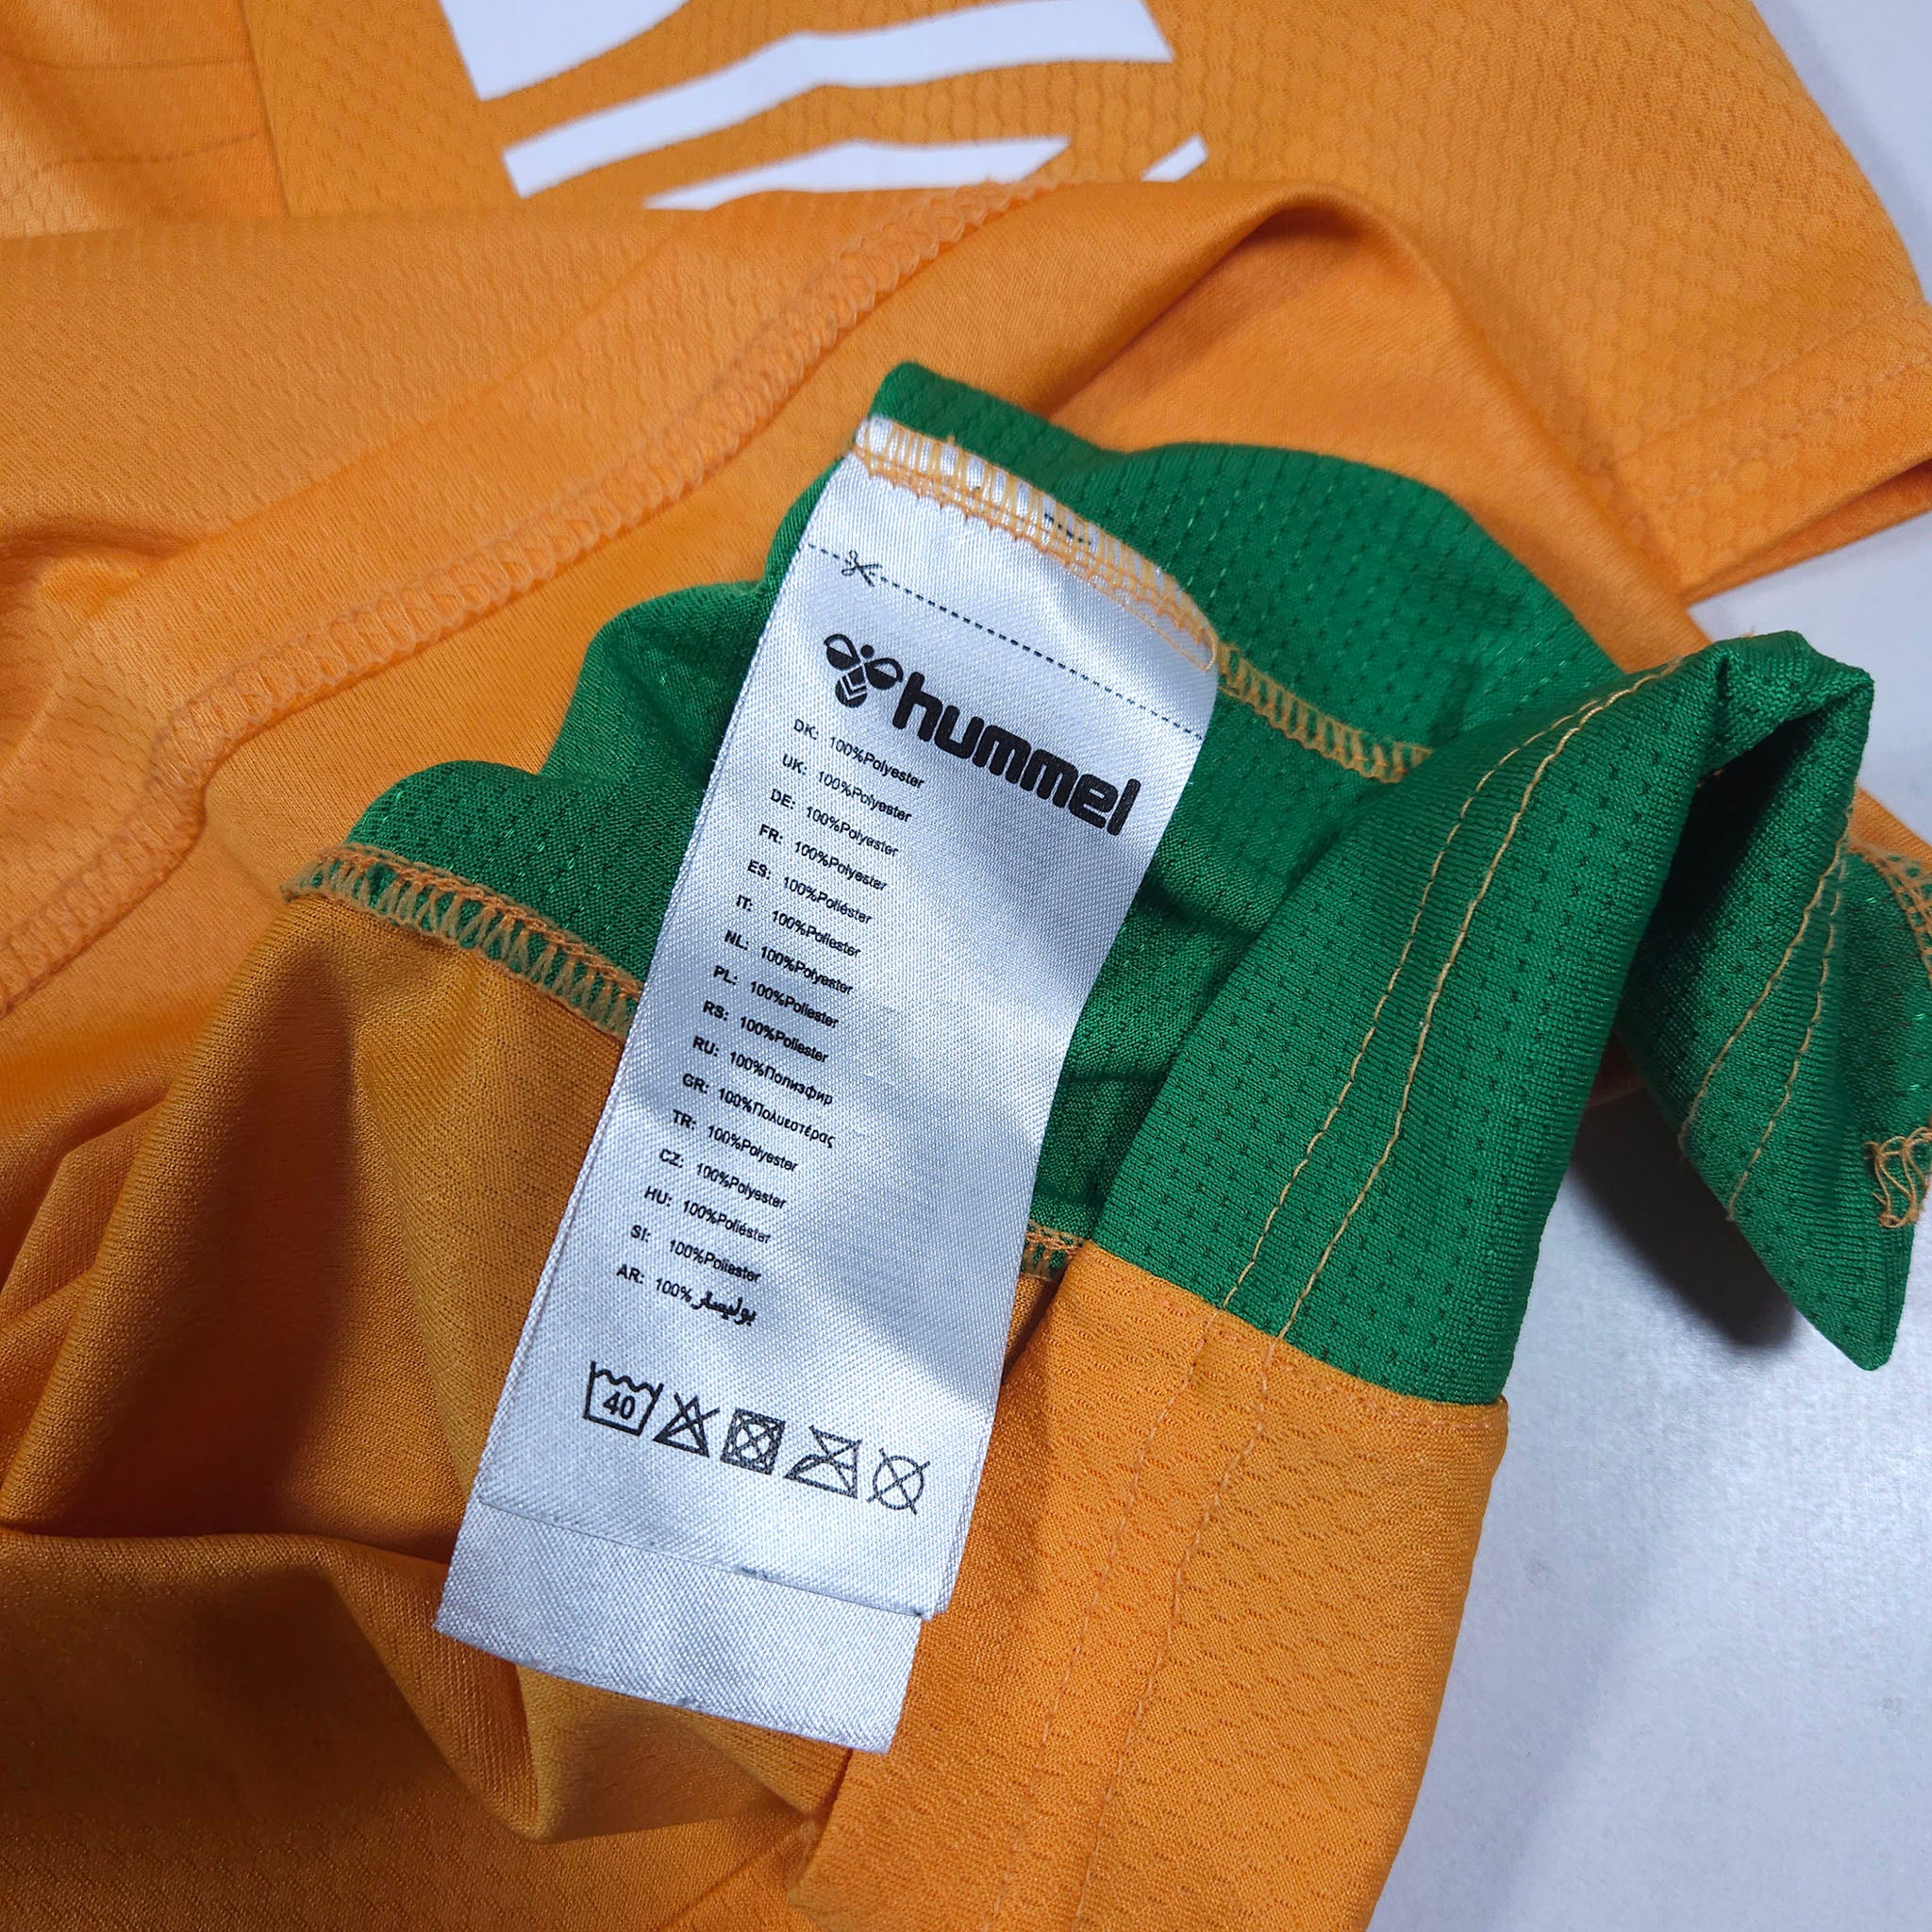 hummel
DK: 100%Polyester
UK: 100%Polyester
DE: 100%Polyester
FR: 100%Polyester
ES: 100%Poliéster
IT: 100%Poliester
NL: 100%Polyester
PL: 100%Poliester
RS: 100%Poliester
RU: 100%Полиэфир
GR: 100%Πολυεστέρας
TR: 100%Polyester
CZ: 100%Polyester
HU: 100%Poliéster
SI: 100%Poliester
AR: 100%بوليستر
40